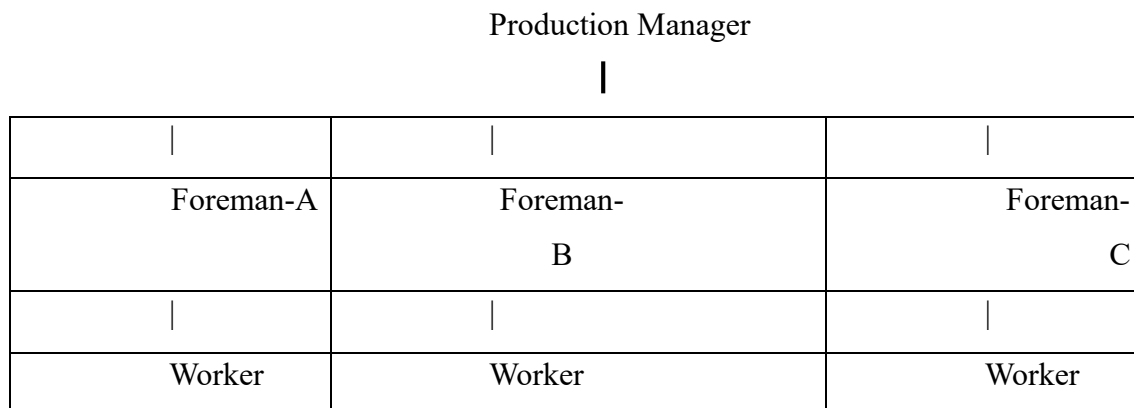 Production Manager
|
| | |
Foreman-A Foreman- Foreman-
B C
| | |
Worker Worker Worker